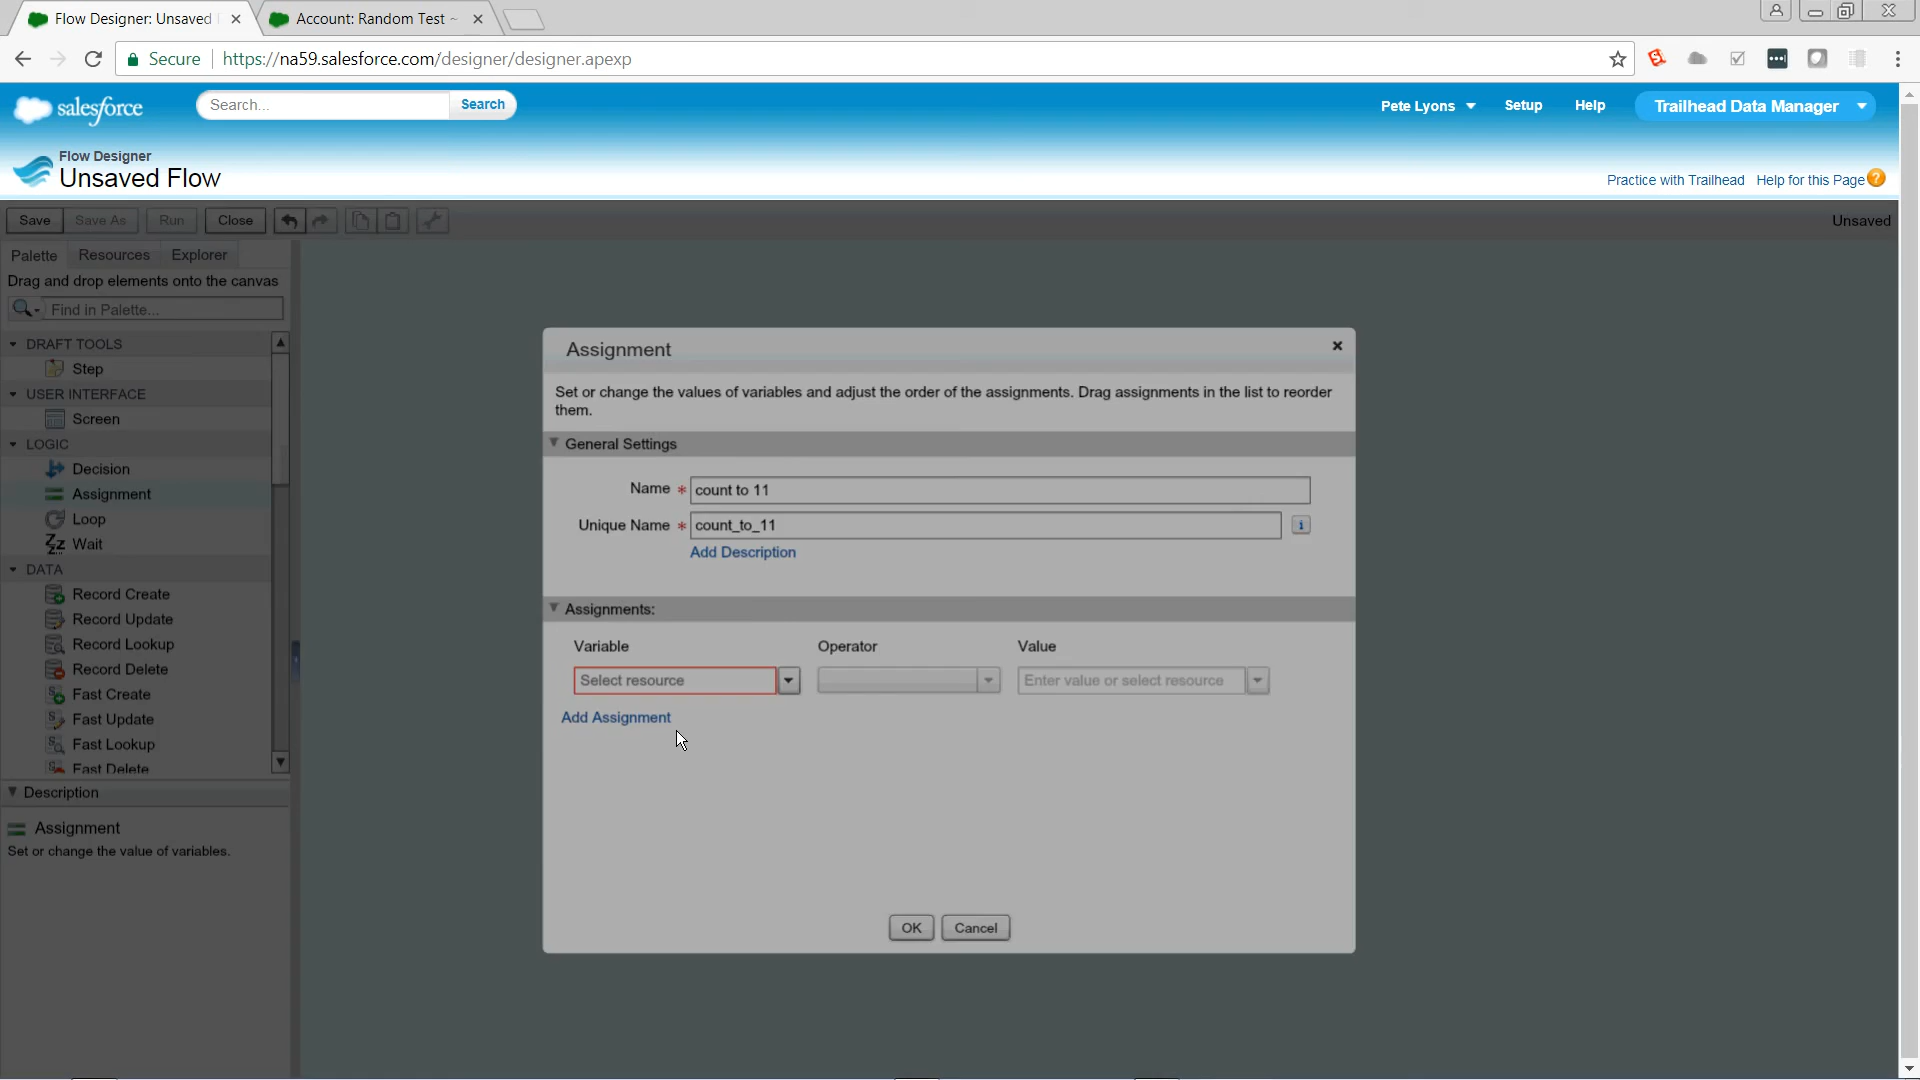 Flow Designer: Unsaved
Account: Random Test ~
Secure
https://na59.salesforce.com/designer/designer.apexp
salesforce
Search...
Search
Pete Lyons
Setup
Help
Trailhead Data Manager
Flow Designer
Unsaved Flow
Practice with Trailhead
Help for this Page
?
Save
Save As
Run
Close
Unsaved
Palette
Resources
Explorer
Drag and drop elements onto the canvas
Find in Palette...
DRAFT TOOLS
Step
USER INTERFACE
Screen
LOGIC
Decision
Assignment
Loop
Wait
DATA
Record Create
Record Update
Record Lookup
Record Delete
Fast Create
Fast Update
Fast Lookup
Fast Delete
Description
Assignment
Set or change the value of variables.
Assignment
Set or change the values of variables and adjust the order of the assignments. Drag assignments in the list to reorder
them.
General Settings
Name * count to 11
Unique Name * count_to_11
i
Add Description
Assignments:
Variable
Operator
Value
Select resource
Enter value or select resource
Add Assignment
OK
Cancel